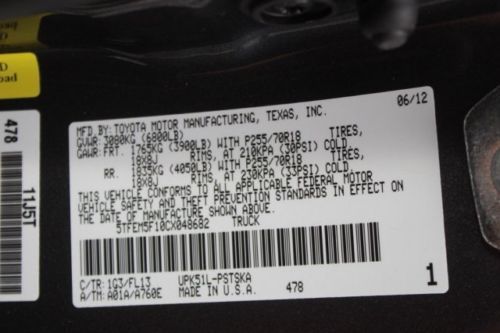 MFD.BY:TOYOTA MOTOR MANUFACTURING, TEXAS, INC. 06/12
GVWR: 3080KG (6800LB)
GAWR: FRT. 1765KG (3900LB) WITH P255/70R18 TIRES,
18X8J RIMS, AT 210KPA (30PSI) COLD
RR. 1835KG (4050LB) WITH P255/70R18 TIRES,
18X8J RIMS, AT 230KPA (33PSI) COLD
THIS VEHICLE CONFORMS TO ALL APPLICABLE FEDERAL MOTOR
VEHICLE SAFETY AND THEFT PREVENTION STANDARDS IN EFFECT ON
THE DATE OF MANUFACTURE SHOWN ABOVE.
5TFEM5F10CX048682 TRUCK
C/TR:1G3/FL13 UPK51L-PSTSKA
A/TM:A01A/A760E MADE IN U.S.A. 478
1
478
11J5T